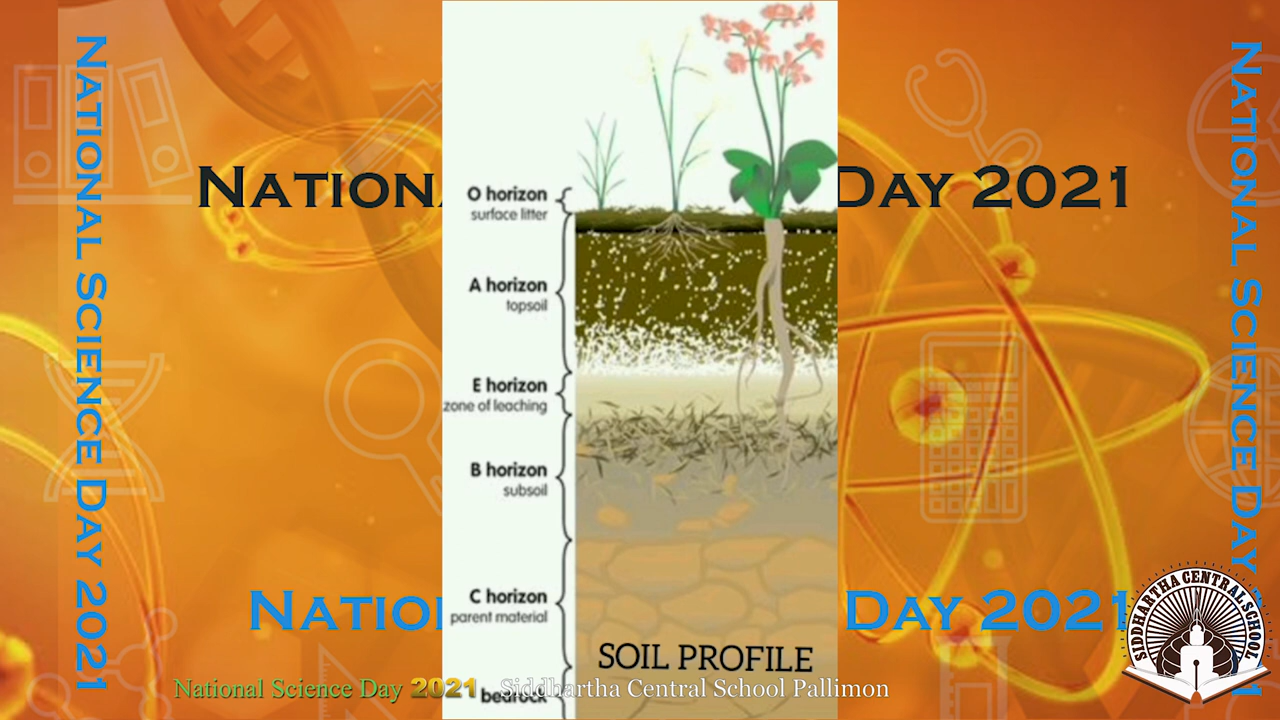 NATIONAL SCIENCE DAY 2021
NATION
DAY 2021
NATIONAL SCIENCE DAY
O horizon
surface litter
A horizon
topsoil
E horizon
zone of leaching
B horizon
subsoil
C horizon
parent material
NATIO
DAY 2021
SOIL PROFILE
bedrock
National Science Day 2021 Siddhartha Central School Pallimon
SIDDHARTHA CENTRAL SCHOOL